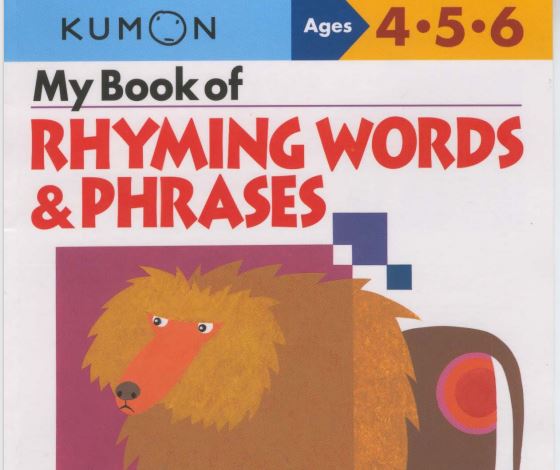 KUMON
Ages 4•5•6
My Book of
RHYMING WORDS
& PHRASES